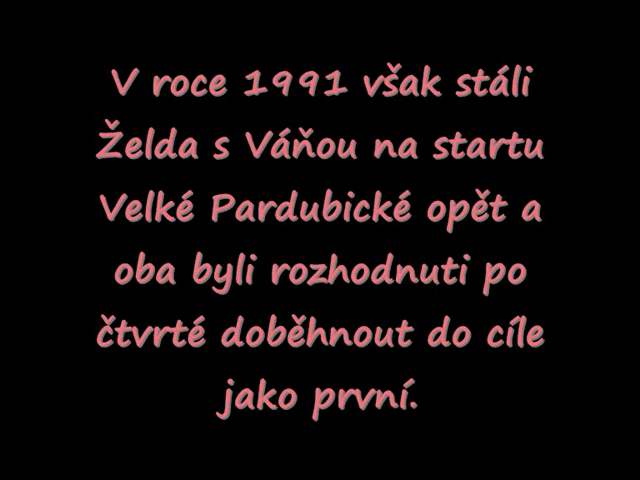 V roce 1991 však stáli
Želda s Váňou na startu
Velké Pardubické opět a
oba byli rozhodnuti po
čtvrté doběhnout do cíle
jako první.